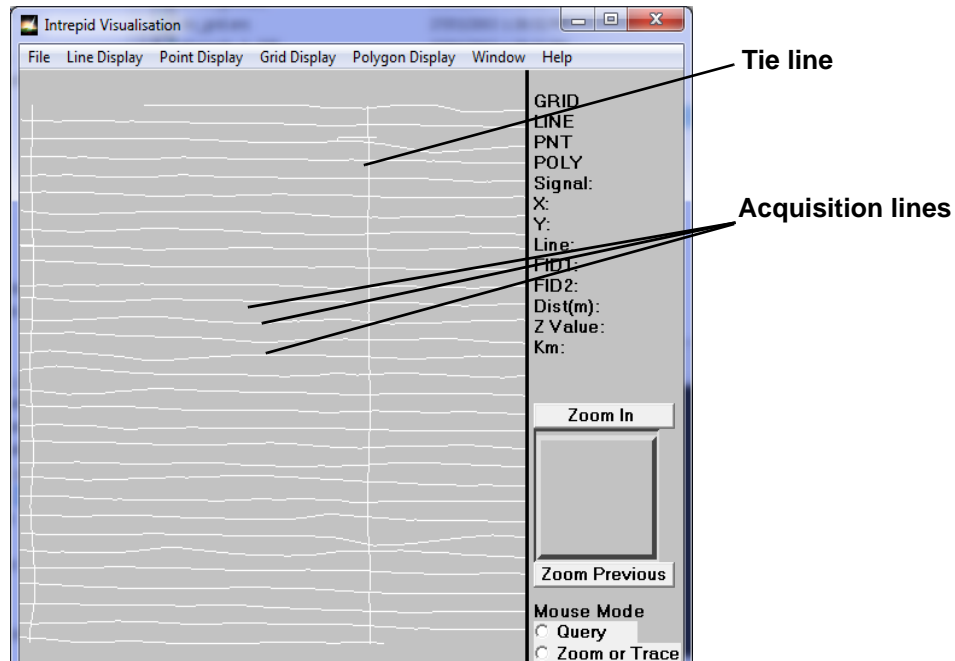 Intrepid Visualisation
File Line Display Point Display Grid Display Polygon Display Window Help
Tie line
GRID
LINE
PNT
POLY
Signal:
X:
Y:
Acquisition lines
Line:
FID1:
FID2:
Dist(m):
Z Value:
Km:
Zoom In
Zoom Previous
Mouse Mode
Query
Zoom or Trace